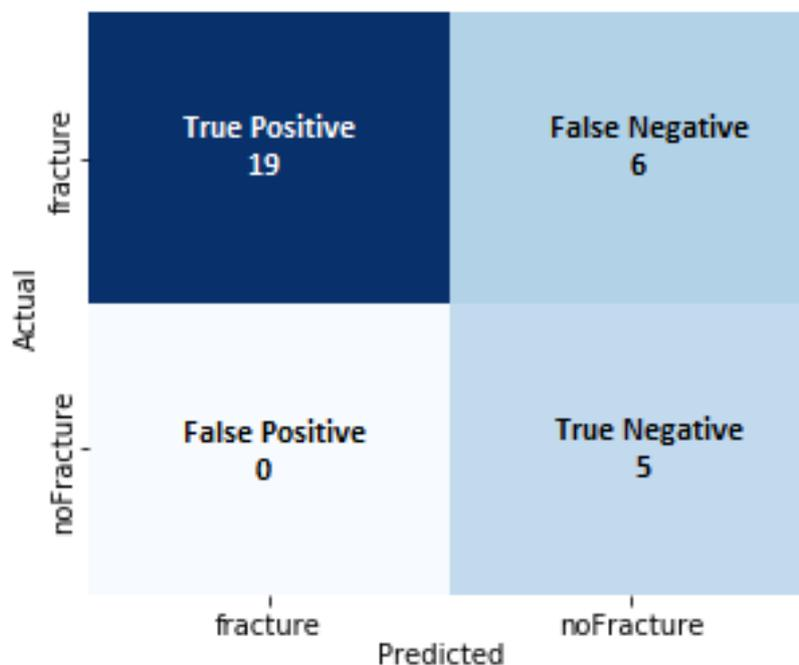 True Positive
19
False Negative
6
fracture
Actual
False Positive
0
True Negative
5
noFracture
fracture
noFracture
Predicted